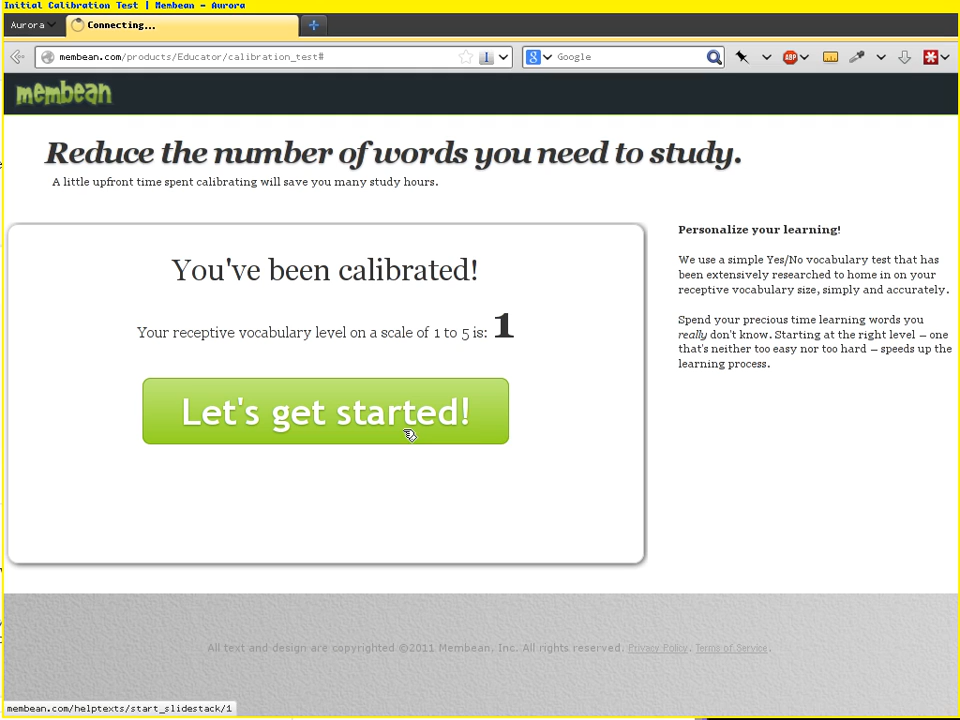 Initial Calibration Test | Membean - Aurora
Aurora
Connecting...
membean.com/products/Educator/calibration_test#
Google
ABP
membean
Reduce the number of words you need to study.
A little upfront time spent calibrating will save you many study hours.
You've been calibrated!
Your receptive vocabulary level on a scale of 1 to 5 is: 1
Let's get started!
Personalize your learning!
We use a simple Yes/No vocabulary test that has
been extensively researched to home in on your
receptive vocabulary size, simply and accurately.
Spend your precious time learning words you
really don't know. Starting at the right level — one
that's neither too easy nor too hard — speeds up the
learning process.
All text and design are copyrighted ©2011 Membean, Inc. All rights reserved. Privacy Policy. Terms of Service.
membean.com/helptexts/start_slidestack/1